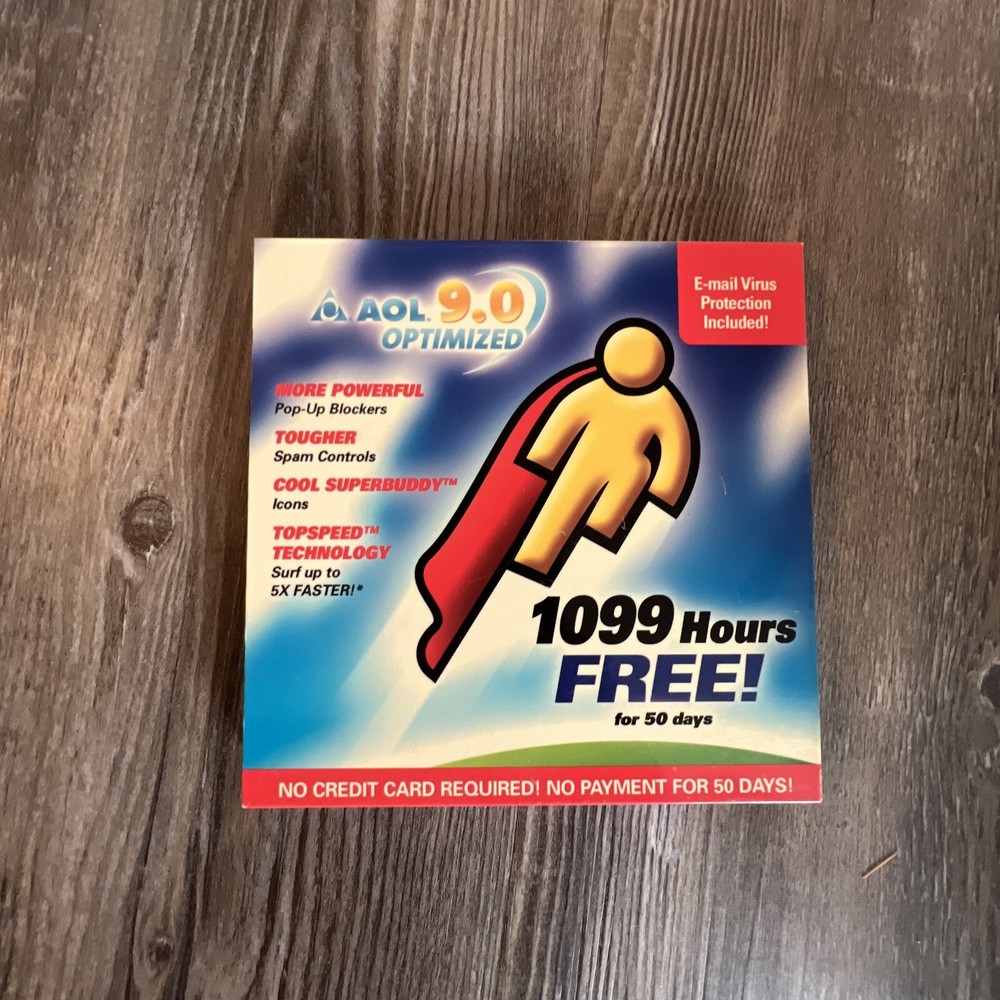 AOL. 9.0
OPTIMIZED
E-mail Virus
Protection
Included!
MORE POWERFUL
Pop-Up Blockers
TOUGHER
Spam Controls
COOL SUPERBUDDY™
Icons
TOPSPEED™
TECHNOLOGY
Surf up to
5X FASTER!*
1099 Hours
FREE!
for 50 days
NO CREDIT CARD REQUIRED! NO PAYMENT FOR 50 DAYS!